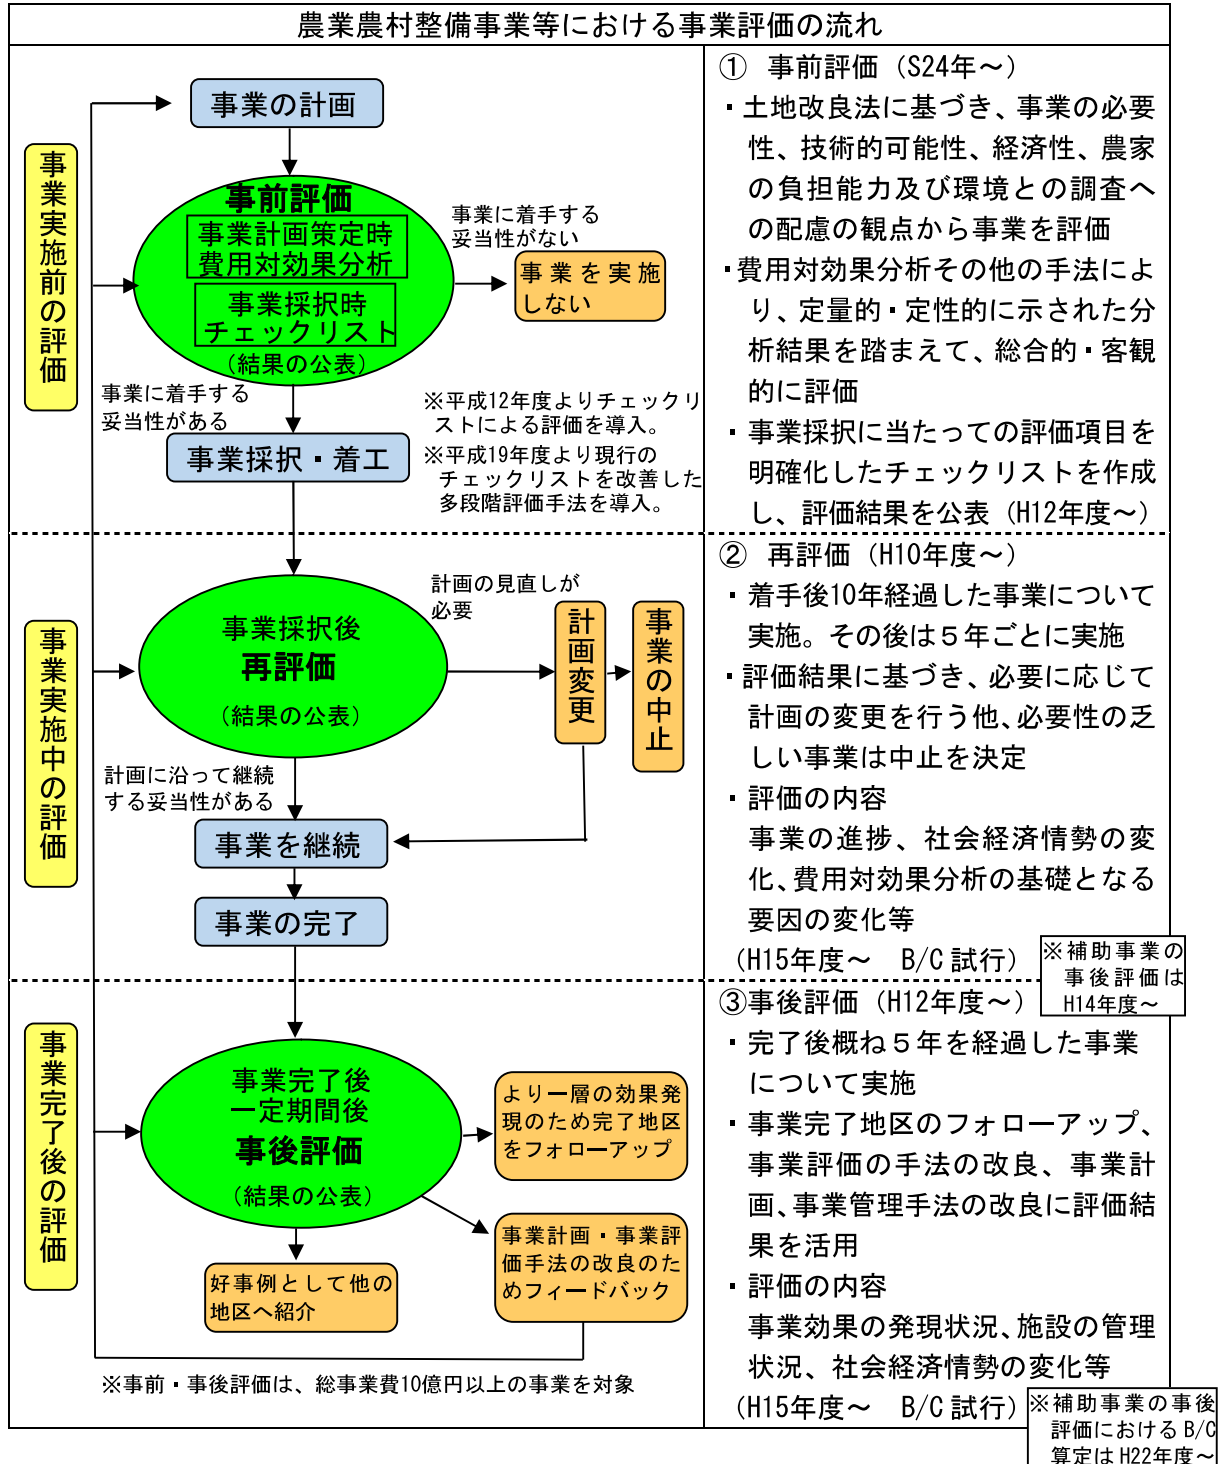 農業農村整備事業等における事業評価の流れ
事業実施前の評価
事業の計画
事前評価
事業計画策定時
費用対効果分析
事業採択時
チェックリスト
（結果の公表）
事業に着手する
妥当性がない
事業を実施
しない
事業に着手する
妥当性がある
事業採択・着工
※平成12年度よりチェックリ
ストによる評価を導入。
※平成19年度より現行の
チェックリストを改善した
多段階評価手法を導入。
① 事前評価（S24年～）
・土地改良法に基づき、事業の必要
性、技術的可能性、経済性、農家
の負担能力及び環境との調査へ
の配慮の観点から事業を評価
・費用対効果分析その他の手法によ
り、定量的・定性的に示された分
析結果を踏まえて、総合的・客観
的に評価
・事業採択に当たっての評価項目を
明確化したチェックリストを作成
し、評価結果を公表（H12年度～）
事業実施中の評価
事業採択後
再評価
（結果の公表）
計画の見直しが
必要
計画変更
事業の中止
計画に沿って継続
する妥当性がある
事業を継続
事業の完了
② 再評価（H10年度～）
・着手後10年経過した事業について
実施。その後は５年ごとに実施
・評価結果に基づき、必要に応じて
計画の変更を行う他、必要性の乏
しい事業は中止を決定
・評価の内容
事業の進捗、社会経済情勢の変
化、費用対効果分析の基礎となる
要因の変化等
（H15年度～ B/C試行）
※補助事業の
事後評価は
H14年度～
事業完了後の評価
事業完了後
一定期間後
事後評価
（結果の公表）
より一層の効果発
現のため完了地区
をフォローアップ
事業計画・事業評
価手法の改良のた
めフィードバック
好事例として他の
地区へ紹介
※事前・事後評価は、総事業費10億円以上の事業を対象
③事後評価（H12年度～）
・完了後概ね５年を経過した事業
について実施
・事業完了地区のフォローアップ、
事業評価の手法の改良、事業計
画、事業管理手法の改良に評価結
果を活用
・評価の内容
事業効果の発現状況、施設の管理
状況、社会経済情勢の変化等
（H15年度～ B/C試行）
※補助事業の事後
評価におけるB/C
算定はH22年度～